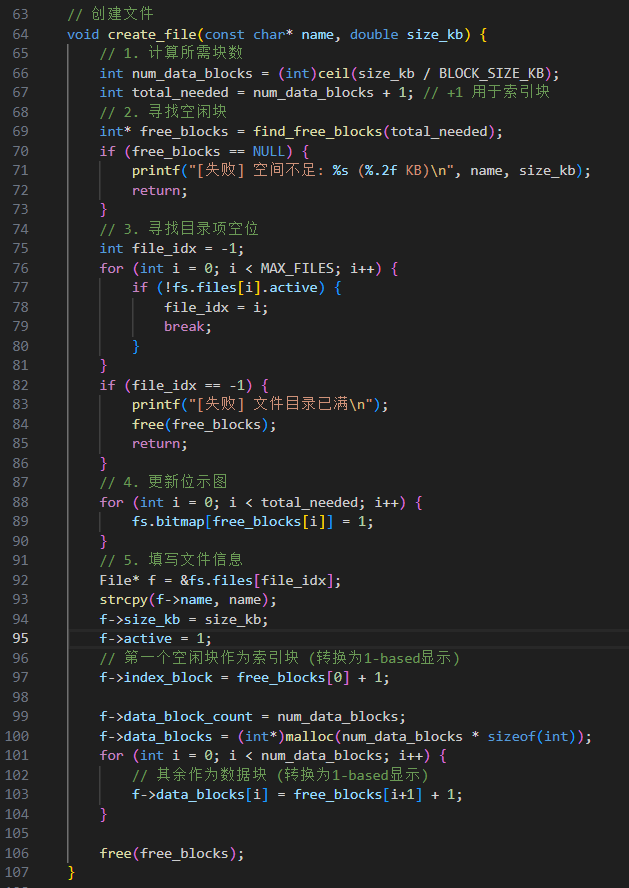 63 // 创建文件
64 void create_file(const char* name, double size_kb) {
65     // 1. 计算所需块数
66     int num_data_blocks = (int)ceil(size_kb / BLOCK_SIZE_KB);
67     int total_needed = num_data_blocks + 1; // +1 用于索引块
68     // 2. 寻找空闲块
69     int* free_blocks = find_free_blocks(total_needed);
70     if (free_blocks == NULL) {
71         printf("[失败] 空间不足: %s (%.2f KB)\n", name, size_kb);
72         return;
73     }
74     // 3. 寻找目录项空位
75     int file_idx = -1;
76     for (int i = 0; i < MAX_FILES; i++) {
77         if (!fs.files[i].active) {
78             file_idx = i;
79             break;
80         }
81     }
82     if (file_idx == -1) {
83         printf("[失败] 文件目录已满\n");
84         free(free_blocks);
85         return;
86     }
87     // 4. 更新位示图
88     for (int i = 0; i < total_needed; i++) {
89         fs.bitmap[free_blocks[i]] = 1;
90     }
91     // 5. 填写文件信息
92     File* f = &fs.files[file_idx];
93     strcpy(f->name, name);
94     f->size_kb = size_kb;
95     f->active = 1;
96     // 第一个空闲块作为索引块 (转换为1-based显示)
97     f->index_block = free_blocks[0] + 1;
98
99     f->data_block_count = num_data_blocks;
100     f->data_blocks = (int*)malloc(num_data_blocks * sizeof(int));
101     for (int i = 0; i < num_data_blocks; i++) {
102         // 其余作为数据块 (转换为1-based显示)
103         f->data_blocks[i] = free_blocks[i+1] + 1;
104     }
105
106     free(free_blocks);
107 }